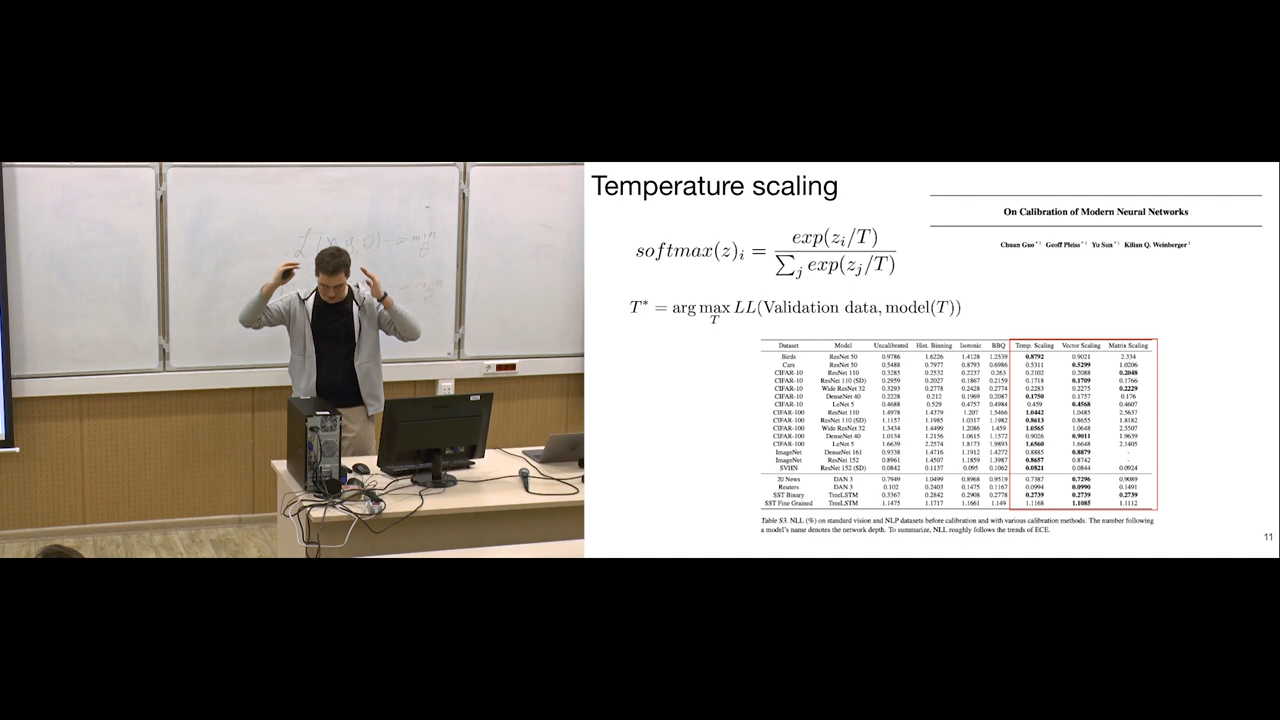 L(x, y, θ) → min
θ
Temperature scaling
On Calibration of Modern Neural Networks
Chuan Guo * 1 Geoff Pleiss * 1 Yu Sun * 1 Kilian Q. Weinberger 1
softmax(z)i = exp(zi/T) / ∑j exp(zj/T)
T* = arg max LL(Validation data, model(T))
T
Dataset Model Uncalibrated Hist. Binning Isotonic BBQ Temp. Scaling Vector Scaling Matrix Scaling
Birds ResNet 50 0.9786 1.6226 1.4128 1.2539 0.8792 0.9021 2.334
Cars ResNet 50 0.5488 0.7977 0.8793 0.6986 0.5311 0.5299 1.0206
CIFAR-10 ResNet 110 0.3285 0.2532 0.2237 0.263 0.2102 0.2088 0.2048
CIFAR-10 ResNet 110 (SD) 0.2959 0.2027 0.1867 0.2159 0.1718 0.1709 0.1766
CIFAR-10 Wide ResNet 32 0.3293 0.2778 0.2428 0.2774 0.2283 0.2275 0.2229
CIFAR-10 DenseNet 40 0.2228 0.212 0.1969 0.2087 0.1750 0.1757 0.176
CIFAR-10 LeNet 5 0.4688 0.529 0.4757 0.4984 0.459 0.4568 0.4607
CIFAR-100 ResNet 110 1.4978 1.4379 1.207 1.5466 1.0442 1.0485 2.5637
CIFAR-100 ResNet 110 (SD) 1.1157 1.1985 1.0317 1.1982 0.8613 0.8655 1.8182
CIFAR-100 Wide ResNet 32 1.3434 1.4499 1.2086 1.459 1.0565 1.0648 2.5507
CIFAR-100 DenseNet 40 1.0134 1.2156 1.0615 1.1572 0.9026 0.9011 1.9639
CIFAR-100 LeNet 5 1.6639 2.2574 1.8173 1.9893 1.6560 1.6648 2.1405
ImageNet DenseNet 161 0.9338 1.4716 1.1912 1.4272 0.8885 0.8879 -
ImageNet ResNet 152 0.8961 1.4507 1.1859 1.3987 0.8657 0.8742 -
SVHN ResNet 152 (SD) 0.0842 0.1137 0.095 0.1062 0.0821 0.0844 0.0924
20 News DAN 3 0.7949 1.0499 0.8968 0.9519 0.7387 0.7296 0.9089
Reuters DAN 3 0.102 0.2403 0.1475 0.1167 0.0994 0.0990 0.1491
SST Binary TreeLSTM 0.3367 0.2842 0.2908 0.2778 0.2739 0.2739 0.2739
SST Fine Grained TreeLSTM 1.1475 1.1717 1.1661 1.149 1.1168 1.1085 1.1112
Table S3. NLL (%) on standard vision and NLP datasets before calibration and with various calibration methods. The number following
a model's name denotes the network depth. To summarize, NLL roughly follows the trends of ECE.
11